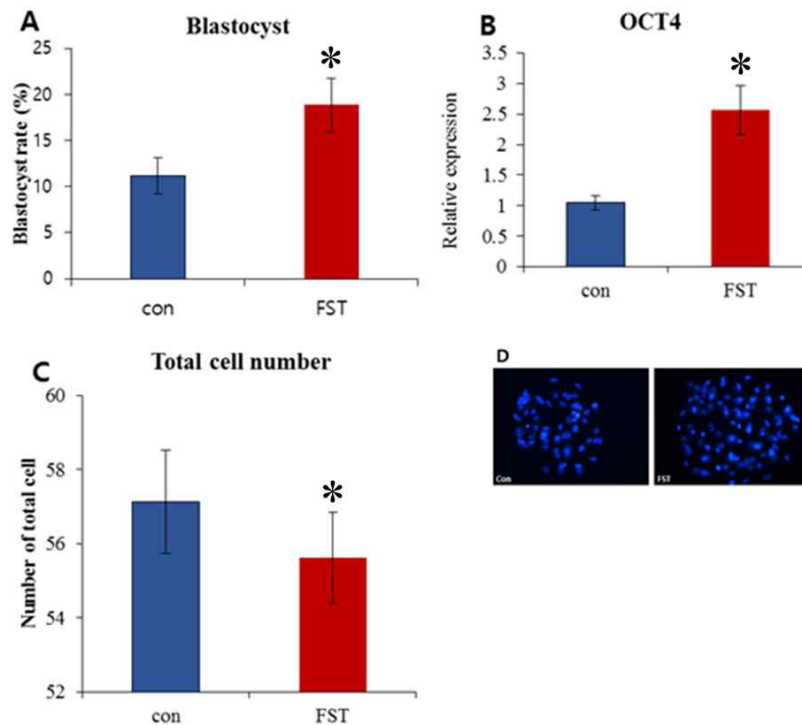 A
Blastocyst
Blastocyst rate (%)
25
20
15
10
5
0
*
con
FST
B
OCT4
Relative expression
3.5
3
2.5
2
1.5
1
0.5
0
*
con
FST
C
Total cell number
Number of total cell
60
58
56
54
52
*
con
FST
D
Con
FST